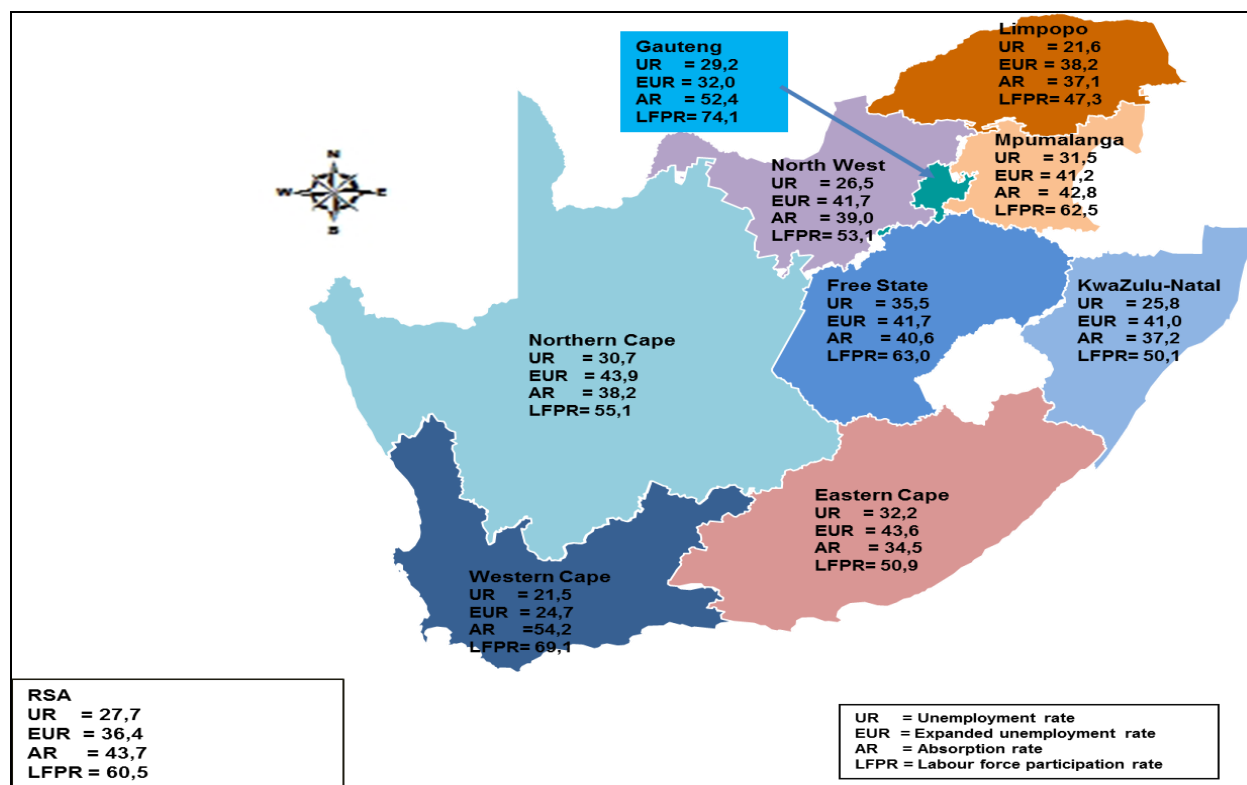 Gauteng
UR = 29,2
EUR = 32,0
AR = 52,4
LFPR= 74,1
Limpopo
UR = 21,6
EUR = 38,2
AR = 37,1
LFPR= 47,3
Mpumalanga
UR = 31,5
EUR = 41,2
AR = 42,8
LFPR= 62,5
North West
UR = 26,5
EUR = 41,7
AR = 39,0
LFPR= 53,1
N
W E
S
Free State
UR = 35,5
EUR = 41,7
AR = 40,6
LFPR= 63,0
KwaZulu-Natal
UR = 25,8
EUR = 41,0
AR = 37,2
LFPR= 50,1
Northern Cape
UR = 30,7
EUR = 43,9
AR = 38,2
LFPR= 55,1
Eastern Cape
UR = 32,2
EUR = 43,6
AR = 34,5
LFPR= 50,9
Western Cape
UR = 21,5
EUR = 24,7
AR =54,2
LFPR= 69,1
RSA
UR = 27,7
EUR = 36,4
AR = 43,7
LFPR = 60,5
UR = Unemployment rate
EUR = Expanded unemployment rate
AR = Absorption rate
LFPR = Labour force participation rate